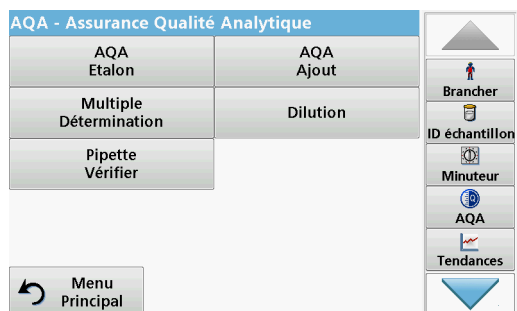 AQA - Assurance Qualité Analytique
AQA
Etalon
AQA
Ajout
Multiple
Détermination
Dilution
Pipette
Vérifier
Menu
Principal
Brancher
ID échantillon
Minuteur
AQA
Tendances